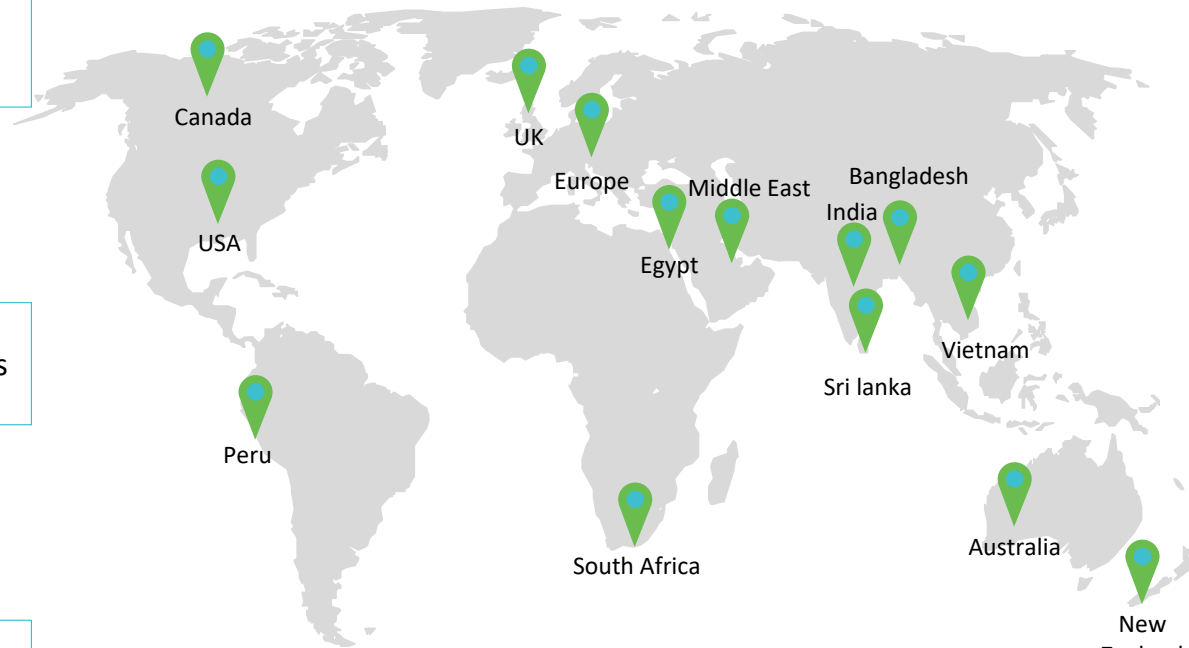 Canada
UK
Europe
Middle East
Bangladesh
India
USA
Egypt
Vietnam
s
Sri lanka
Peru
Australia
South Africa
New